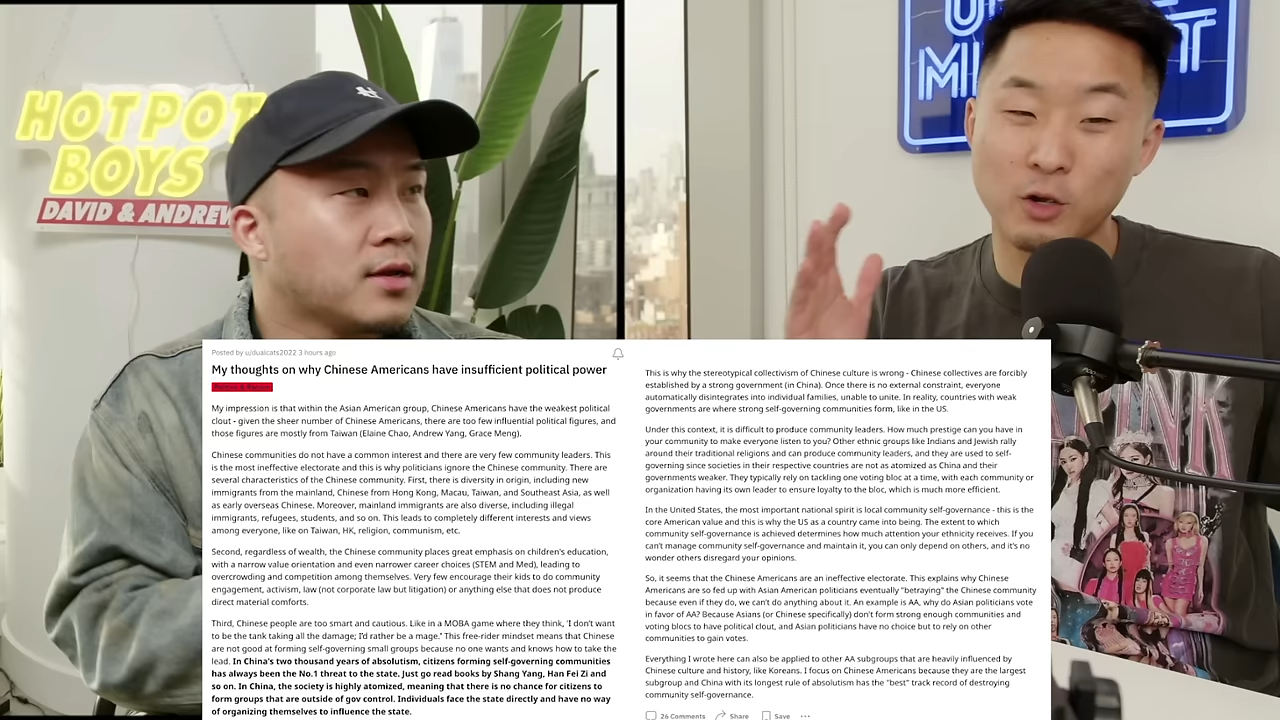 HOT POT
BOYS
DAVID & ANDREW
Posted by u/duaicats2022 3 hours ago
My thoughts on why Chinese Americans have insufficient political power
My impression is that within the Asian American group, Chinese Americans have the weakest political
clout - given the sheer number of Chinese Americans, there are too few influential political figures, and
those figures are mostly from Taiwan (Elaine Chao, Andrew Yang, Grace Meng).
Chinese communities do not have a common interest and there are very few community leaders. This
is the most ineffective electorate and this is why politicians ignore the Chinese community. There are
several characteristics of the Chinese community. First, there is diversity in origin, including new
immigrants from the mainland, Chinese from Hong Kong, Macau, Taiwan, and Southeast Asia, as well
as early overseas Chinese. Moreover, mainland immigrants are also diverse, including illegal
immigrants, refugees, students, and so on. This leads to completely different interests and views
among everyone, like on Taiwan, HK, religion, communism, etc.
Second, regardless of wealth, the Chinese community places great emphasis on children's education,
with a narrow value orientation and even narrower career choices (STEM and Med), leading to
overcrowding and competition among themselves. Very few encourage their kids to do community
engagement, activism, law (not corporate law but litigation) or anything else that does not produce
direct material comforts.
Third, Chinese people are too smart and cautious. Like in a MOBA game where they think, 'I don't want
to be the tank taking all the damage; I'd rather be a mage.' This free-rider mindset means that Chinese
are not good at forming self-governing small groups because no one wants and knows how to take the
lead. In China's two thousand years of absolutism, citizens forming self-governing communities
has always been the No.1 threat to the state. Just go read books by Shang Yang, Han Fei Zi and
so on. In China, the society is highly atomized, meaning that there is no chance for citizens to
form groups that are outside of gov control. Individuals face the state directly and have no way
of organizing themselves to influence the state.
This is why the stereotypical collectivism of Chinese culture is wrong - Chinese collectives are forcibly
established by a strong government (in China). Once there is no external constraint, everyone
automatically disintegrates into individual families, unable to unite. In reality, countries with weak
governments are where strong self-governing communities form, like in the US.
Under this context, it is difficult to produce community leaders. How much prestige can you have in
your community to make everyone listen to you? Other ethnic groups like Indians and Jewish rally
around their traditional religions and can produce community leaders, and they are used to self-
governing since societies in their respective countries are not as atomized as China and their
governments weaker. They typically rely on tackling one voting bloc at a time, with each community or
organization having its own leader to ensure loyalty to the bloc, which is much more efficient.
In the United States, the most important national spirit is local community self-governance - this is the
core American value and this is why the US as a country came into being. The extent to which
community self-governance is achieved determines how much attention your ethnicity receives. If you
can't manage community self-governance and maintain it, you can only depend on others, and it's no
wonder others disregard your opinions.
So, it seems that the Chinese Americans are an ineffective electorate. This explains why Chinese
Americans are so fed up with Asian American politicians eventually "betraying" the Chinese community
because even if they do, we can't do anything about it. An example is AA, why do Asian politicians vote
in favor of AA? Because Asians (or Chinese specifically) don't form strong enough communities and
voting blocs to have political clout, and Asian politicians have no choice but to rely on other
communities to gain votes.
Everything I wrote here can also be applied to other AA subgroups that are heavily influenced by
Chinese culture and history, like Koreans. I focus on Chinese Americans because they are the largest
subgroup and China with its longest rule of absolutism has the "best" track record of destroying
community self-governance.
26 Comments Share Save